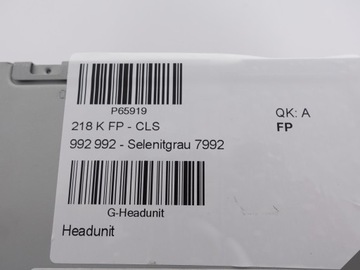 P65919
QK: A
218 K FP - CLS
FP
992 992 - Selenitgrau 7992
G-Headunit
Headunit